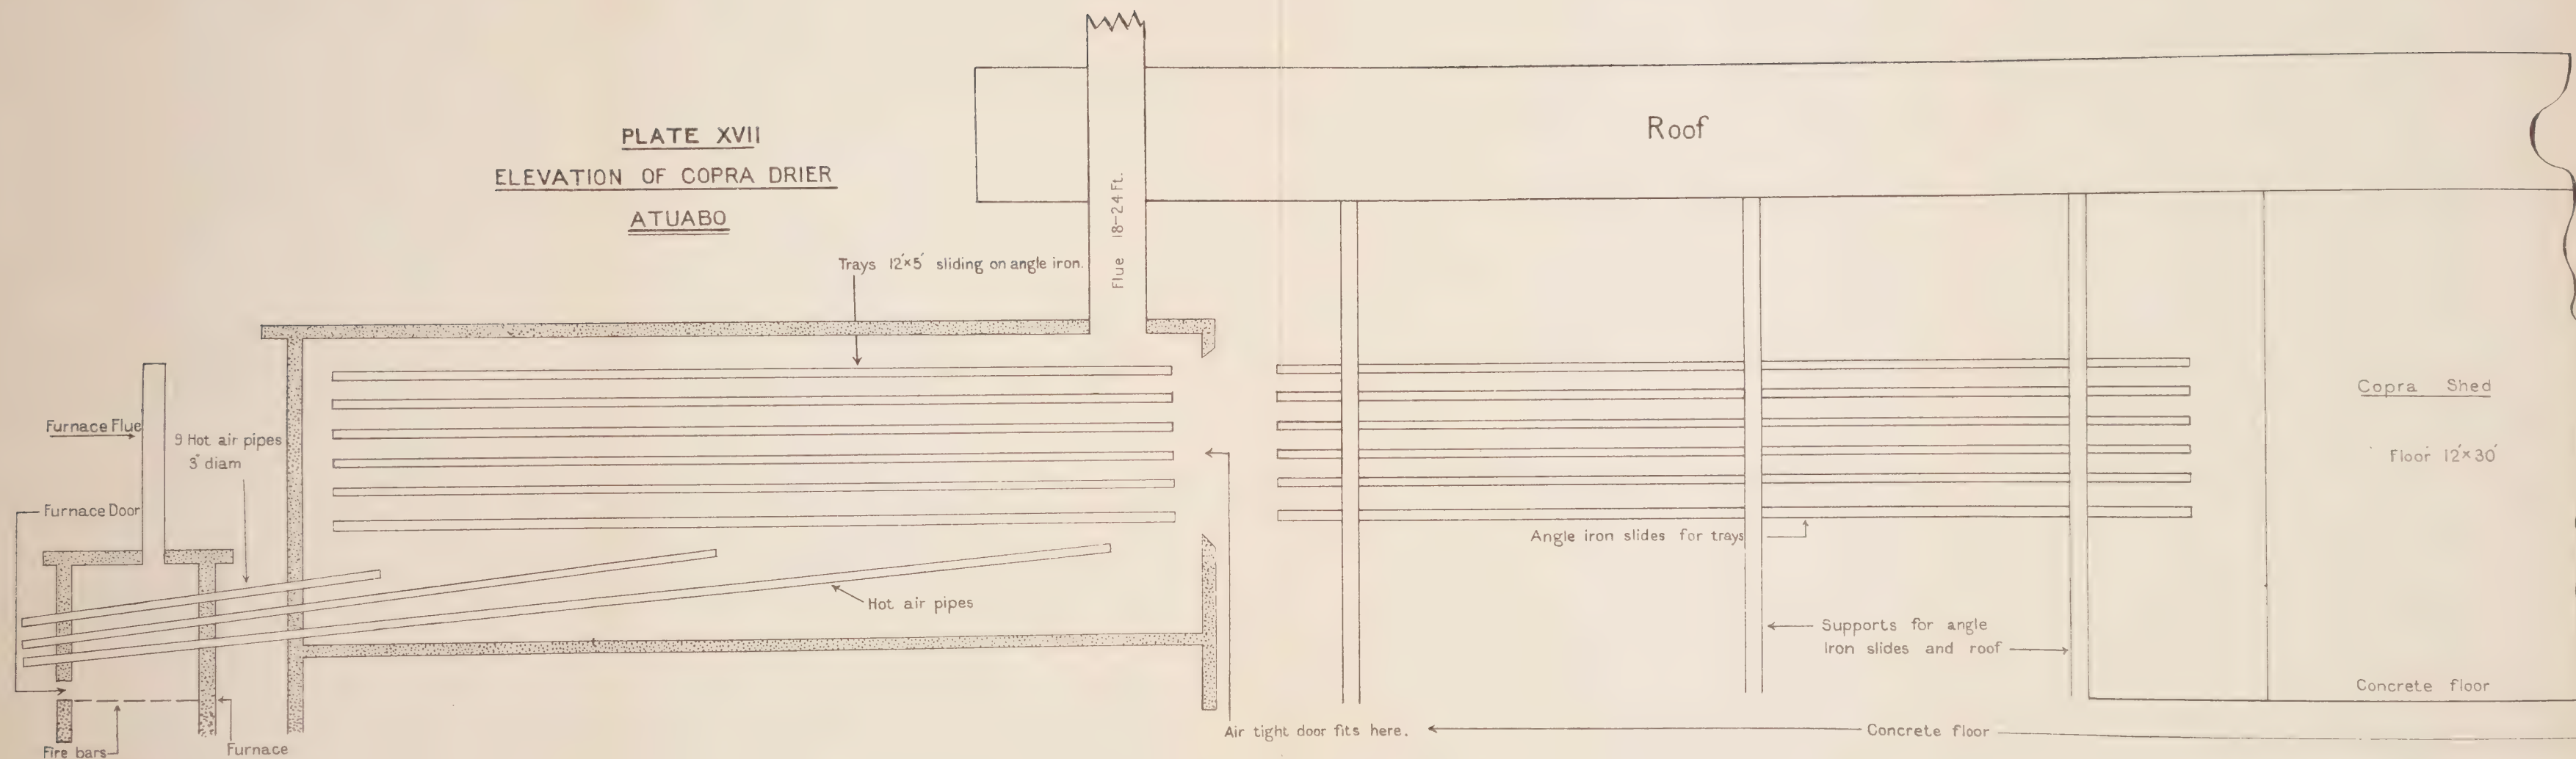 PLATE XVII
ELEVATION OF COPRA DRIER
ATUABO
Roof
Flue 18-24 Ft.
Trays 12'×5' sliding on angle iron.
Furnace Flue
9 Hot air pipes
3" diam
Furnace Door
Hot air pipes
Fire bars
Furnace
Angle iron slides for trays
Supports for angle
Iron slides and roof
Air tight door fits here.
Concrete floor
Copra Shed
Floor 12'×30'
Concrete floor